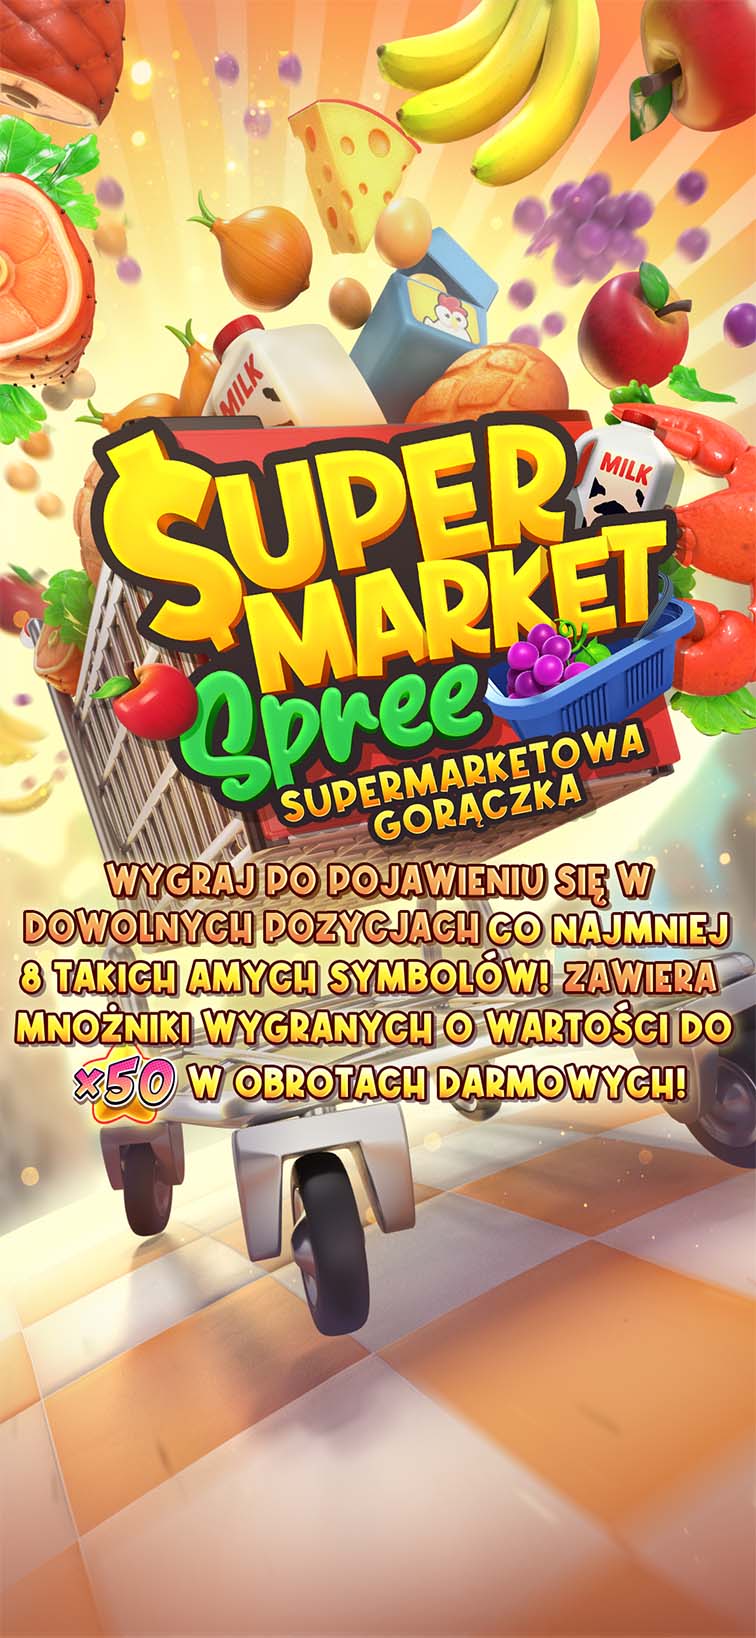 MILK
MILK
$UPER
MARKET
Spree
SUPERMARKETOWA
GORĄCZKA
WYGRAJ PO POJAWIENIU SIĘ W
DOWOLNYCH POZYCJACH CO NAJMNIEJ
8 TAKICH AMYCH SYMBOLÓW! ZAWIERA
MNOŻNIKI WYGRANYCH O WARTOŚCI DO
x50 W OBROTACH DARMOWYCH!